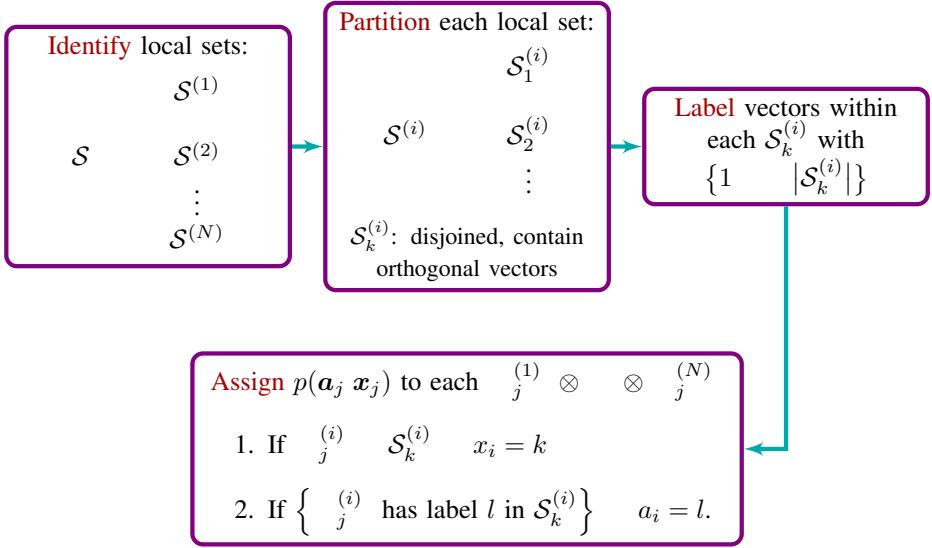 Identify local sets:
𝒮^{(1)}
𝒮 𝒮^{(2)}
⋮
𝒮^{(N)}
Partition each local set:
𝒮_1^{(i)}
𝒮^{(i)} 𝒮_2^{(i)}
⋮
𝒮_k^{(i)}: disjoined, contain
orthogonal vectors
Label vectors within
each 𝒮_k^{(i)} with
{1 |𝒮_k^{(i)}|}
Assign p(𝒂_j 𝒙_j) to each _j^{(1)} ⊗ ⊗ _j^{(N)}
1. If _j^{(i)} 𝒮_k^{(i)} x_i = k
2. If { _j^{(i)} has label l in 𝒮_k^{(i)} } a_i = l.